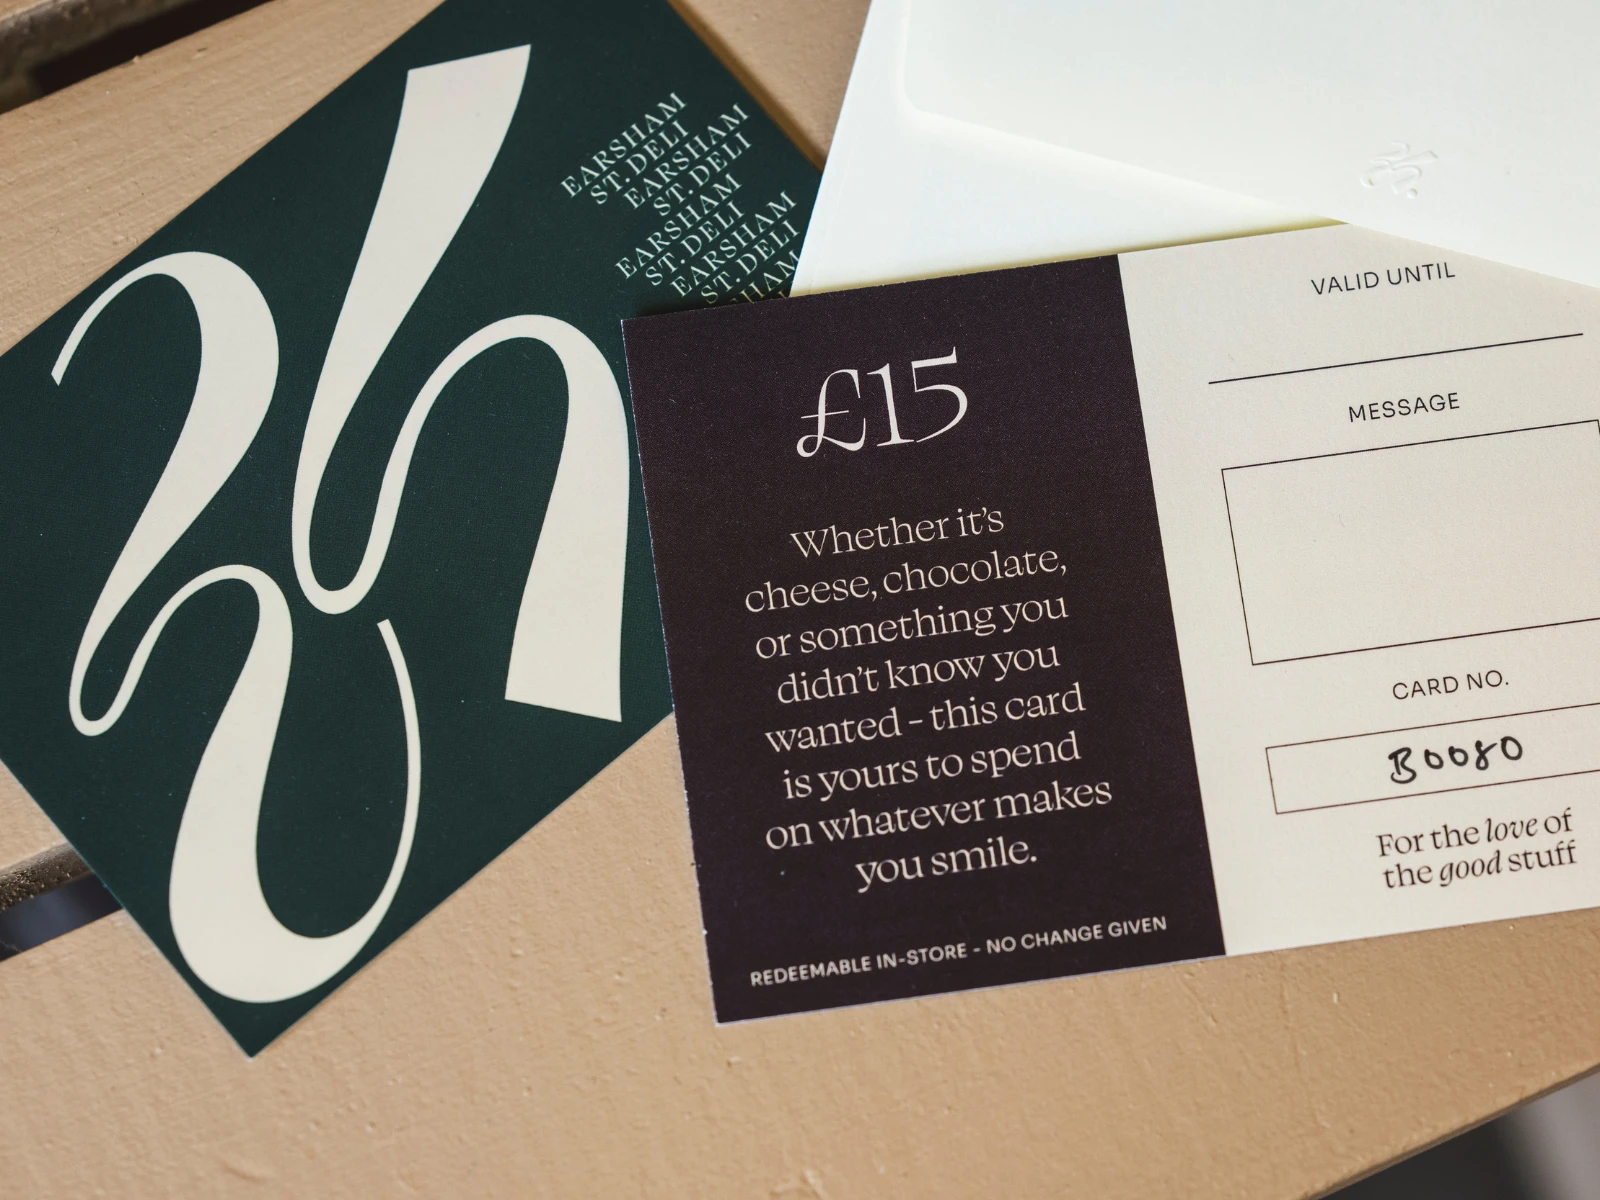 24
EARSHAM
ST. DELI
EARSHAM
ST. DELI
EARSHAM
ST. DELI
EARSHAM
ST. DELI
HAM
£15
Whether it's
cheese, chocolate,
or something you
didn't know you
wanted - this card
is yours to spend
on whatever makes
you smile.
REDEEMABLE IN-STORE - NO CHANGE GIVEN
VALID UNTIL
MESSAGE
CARD NO.
B0080
For the love of
the good stuff